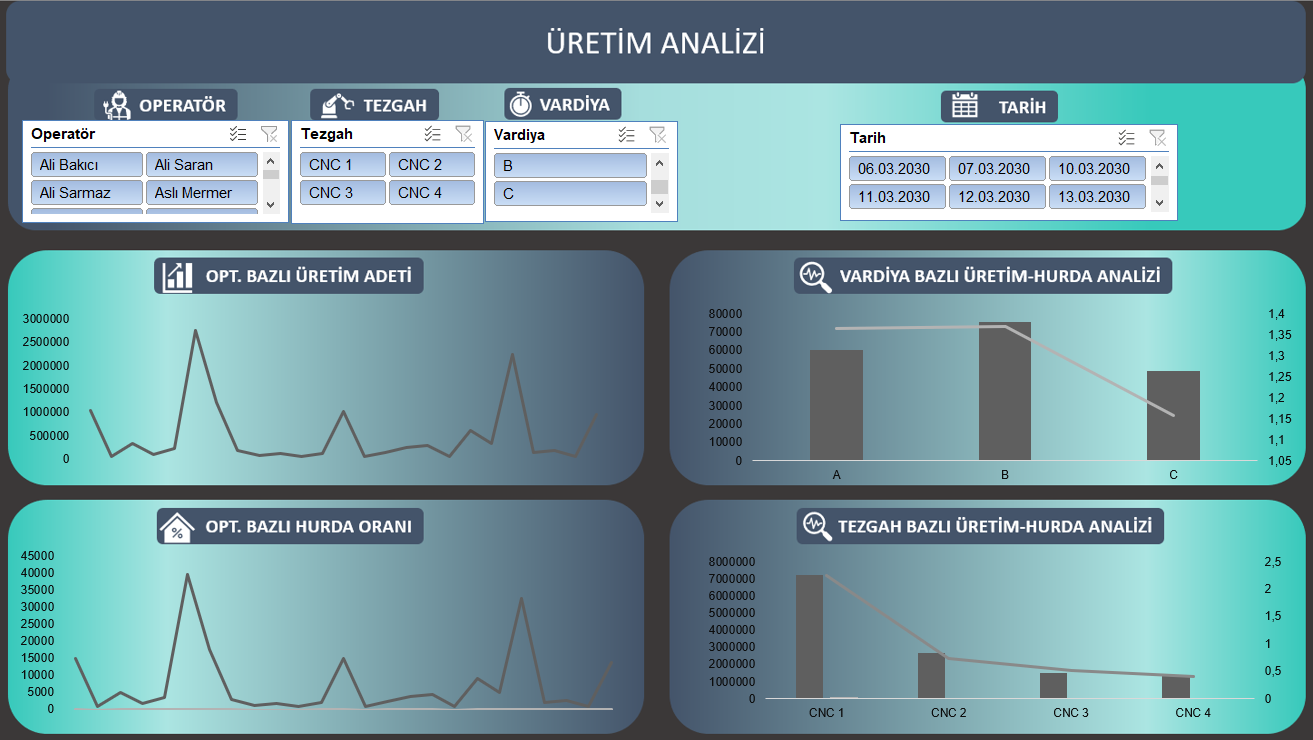 ÜRETİM ANALİZİ
OPERATÖR
TEZGAH
VARDİYA
TARİH
Operatör
Ali Bakıcı
Ali Saran
Ali Sarmaz
Aslı Mermer
Tezgah
CNC 1
CNC 2
CNC 3
CNC 4
Vardiya
B
C
Tarih
06.03.2030
07.03.2030
10.03.2030
11.03.2030
12.03.2030
13.03.2030
OPT. BAZLI ÜRETİM ADETİ
3000000
2500000
2000000
1500000
1000000
500000
0
VARDİYA BAZLI ÜRETİM-HURDA ANALİZİ
80000
70000
60000
50000
40000
30000
20000
10000
0
1,4
1,35
1,3
1,25
1,2
1,15
1,1
1,05
A
B
C
OPT. BAZLI HURDA ORANI
45000
40000
35000
30000
25000
20000
15000
10000
5000
0
TEZGAH BAZLI ÜRETİM-HURDA ANALİZİ
8000000
7000000
6000000
5000000
4000000
3000000
2000000
1000000
0
2,5
2
1,5
1
0,5
0
CNC 1
CNC 2
CNC 3
CNC 4